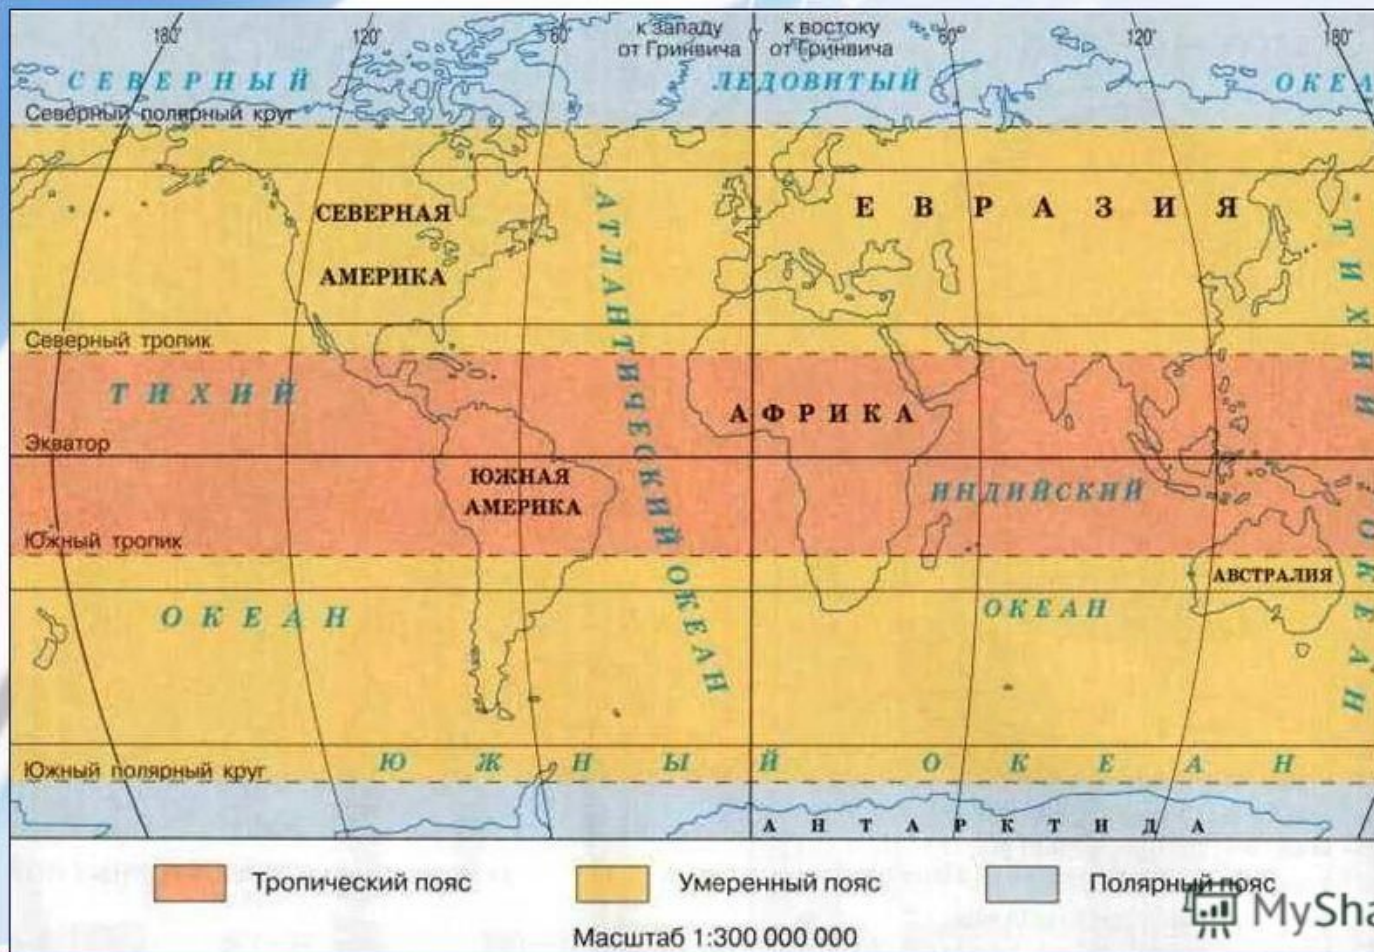 180°
120°
60°
к западу
от Гринвича
0°
к востоку
от Гринвича
60°
120°
180°
СЕВЕРНЫЙ
ЛЕДОВИТЫЙ
ОКЕА
Северный полярный круг
СЕВЕРНАЯ
АМЕРИКА
АТЛАНТИЧЕСКИЙ ОКЕАН
ЕВРАЗИЯ
ТИХИЙ
ОКЕАН
Северный тропик
ТИХИЙ
АФРИКА
Экватор
ЮЖНАЯ
АМЕРИКА
ИНДИЙСКИЙ
Южный тропик
АВСТРАЛИЯ
ОКЕАН
ОКЕАН
Южный полярный круг
ЮЖНЫЙ ОКЕАН
АНТАРКТИДА
Тропический пояс
Умеренный пояс
Полярный пояс
MySha
Масштаб 1:300 000 000